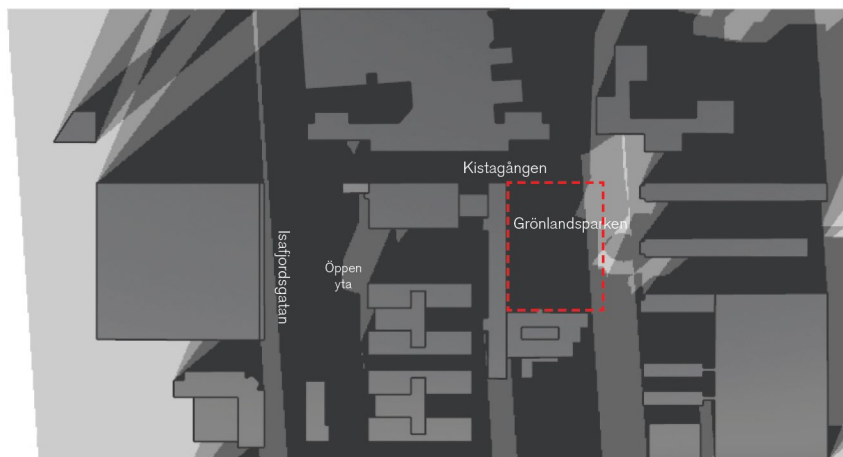 Kistagången
Grönlandsparken
Isafjordsgatan
Öppen
yta